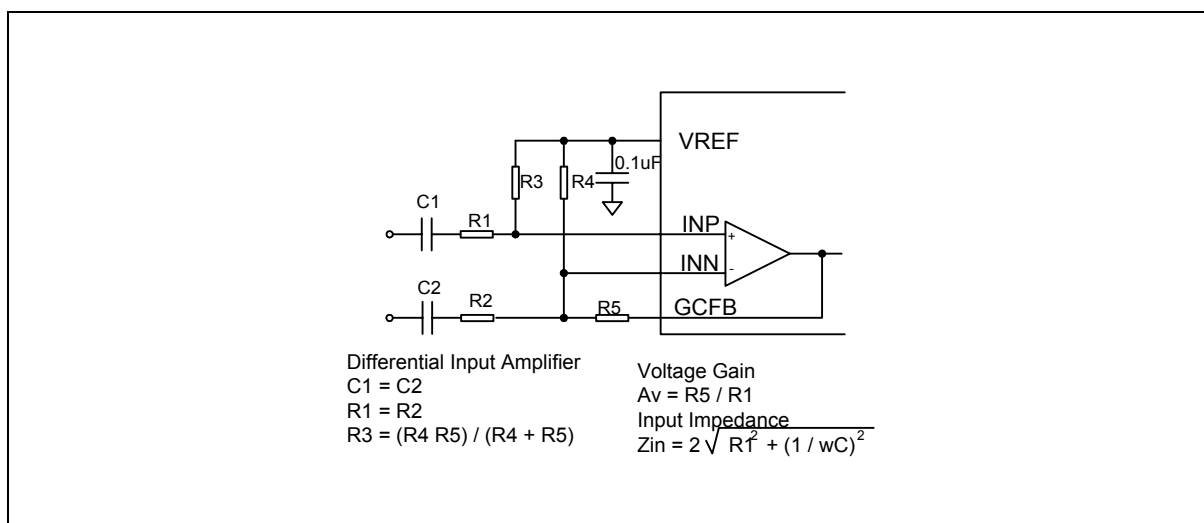 VREF
0.1uF
R3
R4
C1
R1
INP
+
INN
-
C2
R2
R5
GCFB
Differential Input Amplifier
C1 = C2
R1 = R2
R3 = (R4 R5) / (R4 + R5)
Voltage Gain
Av = R5 / R1
Input Impedance
Zin = 2√R1² + (1 / wC)²